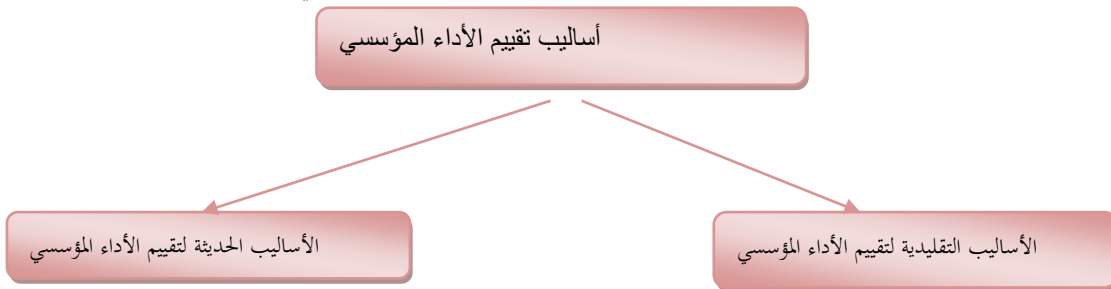 أساليب تقييم الأداء المؤسسي
الأساليب التقليدية لتقييم الأداء المؤسسي
الأساليب الحديثة لتقييم الأداء المؤسسي